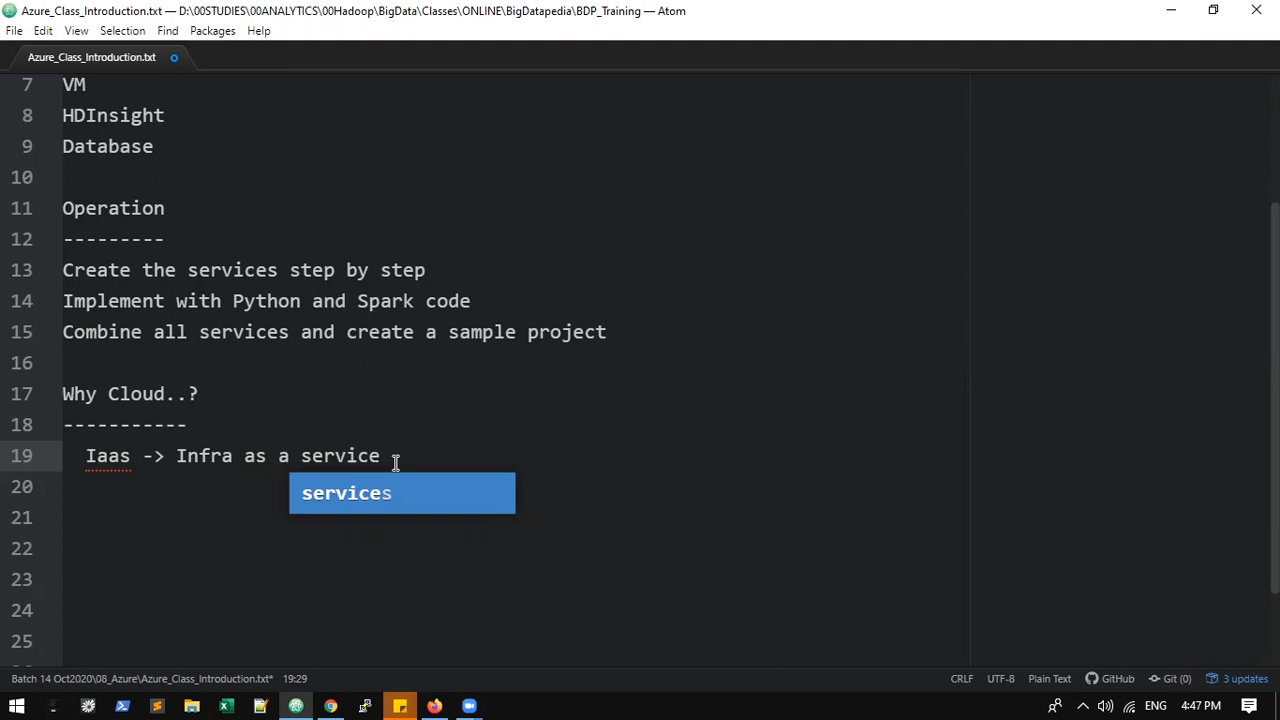 Azure_Class_Introduction.txt — D:\00STUDIES\00ANALYTICS\00Hadoop\BigData\Classes\ONLINE\BigDatapedia\BDP_Training — Atom
File Edit View Selection Find Packages Help
Azure_Class_Introduction.txt
7 VM
8 HDInsight
9 Database
10
11 Operation
12 ---------
13 Create the services step by step
14 Implement with Python and Spark code
15 Combine all services and create a sample project
16
17 Why Cloud..?
18 -----------
19 Iaas -> Infra as a service
20 services
21
22
23
24
25
Batch 14 Oct2020\08_Azure\Azure_Class_Introduction.txt* 19:29 CRLF UTF-8 Plain Text GitHub Git (0) 3 updates
ENG 4:47 PM